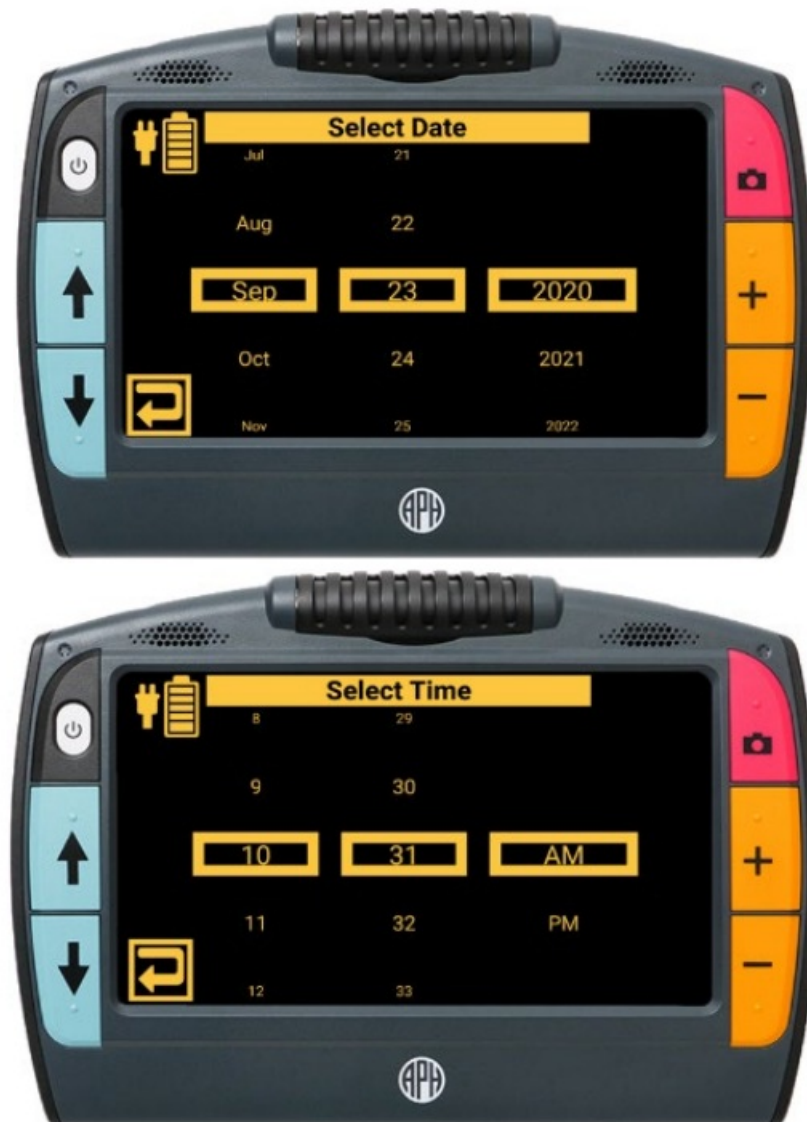 Select Date
Jul 21
Aug 22
Sep 23 2020
Oct 24 2021
Nov 25 2022
APH
Select Time
8 29
9 30
10 31 AM
11 32 PM
12 33
APH